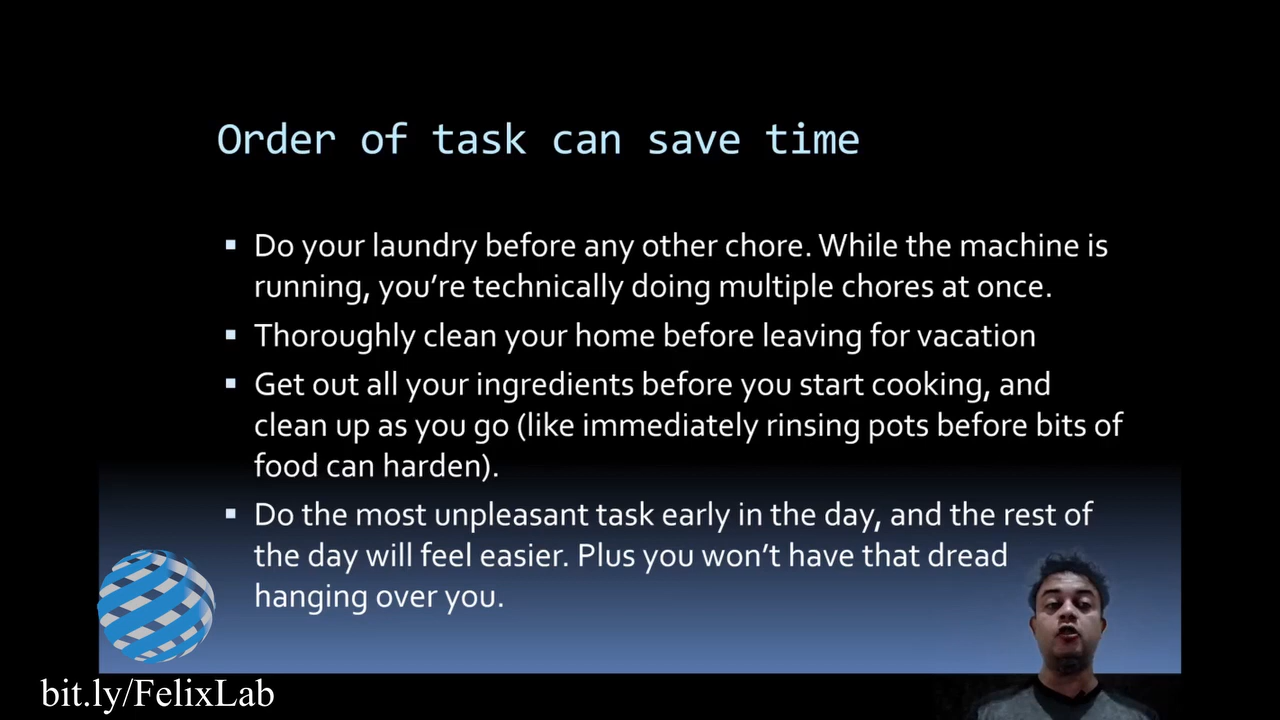 Order of task can save time
Do your laundry before any other chore. While the machine is
running, you’re technically doing multiple chores at once.
Thoroughly clean your home before leaving for vacation
Get out all your ingredients before you start cooking, and
clean up as you go (like immediately rinsing pots before bits of
food can harden).
Do the most unpleasant task early in the day, and the rest of
the day will feel easier. Plus you won’t have that dread
hanging over you.
bit.ly/FelixLab